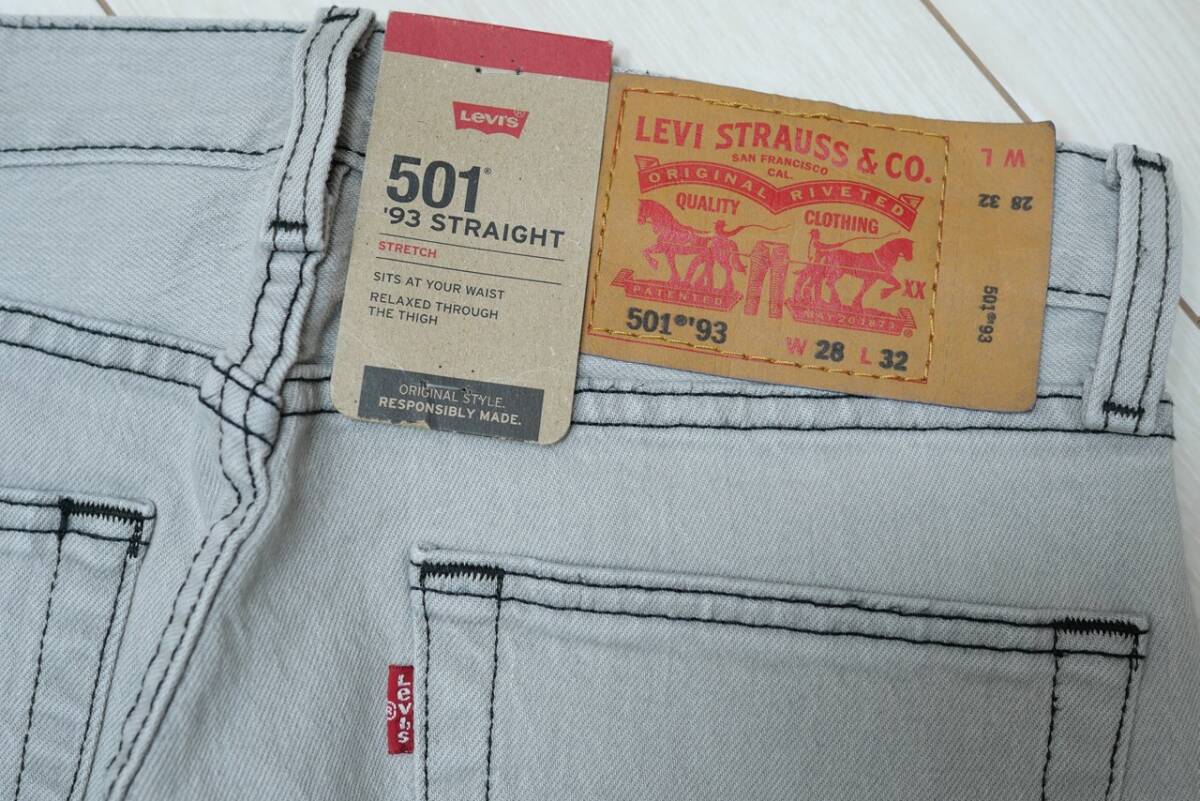 Levi's®
501®
'93 STRAIGHT
STRETCH
SITS AT YOUR WAIST
RELAXED THROUGH
THE THIGH
ORIGINAL STYLE.
RESPONSIBLY MADE.
LEVI STRAUSS & CO.
SAN FRANCISCO
CAL.
ORIGINAL RIVETED
QUALITY CLOTHING
XX
PATENTED MAY 20 1873
501®'93
W 28 L 32
W L
28 32
501®'93
Levi's®